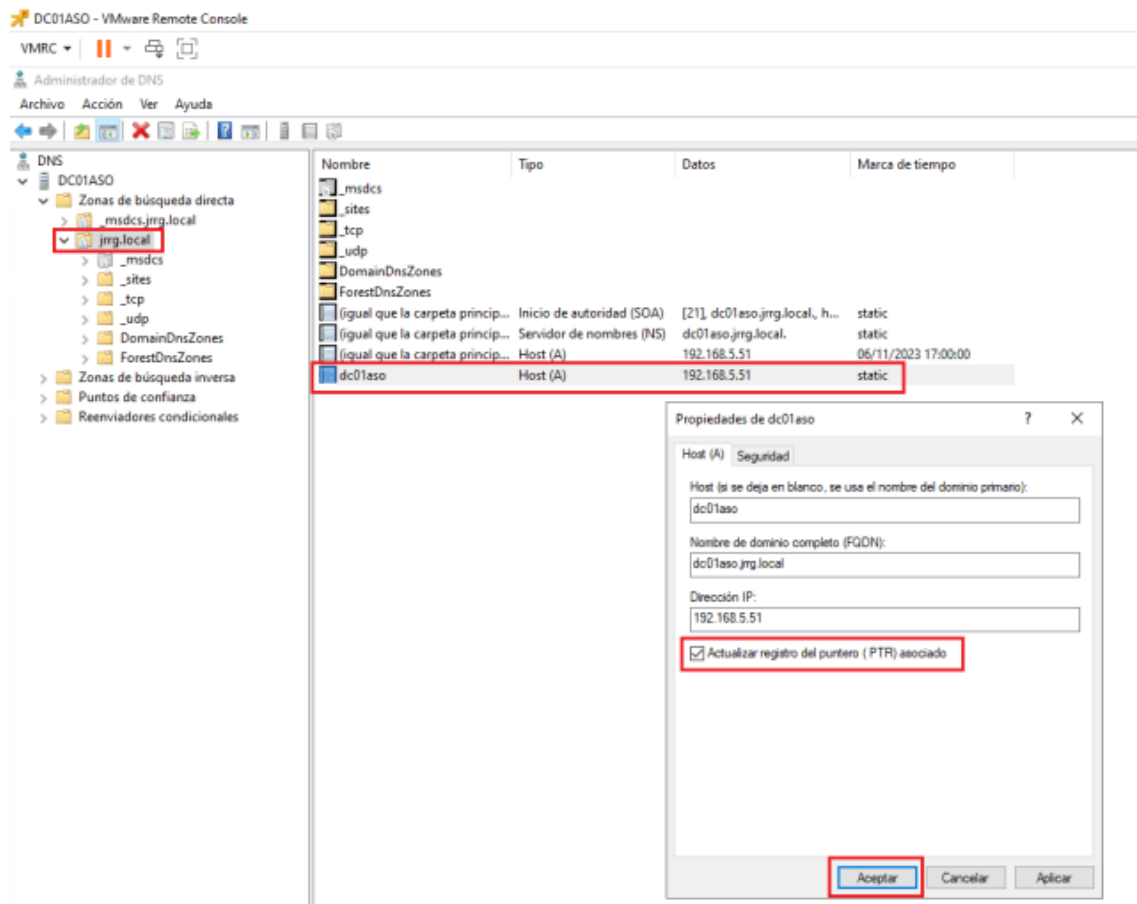 DC01ASO - VMware Remote Console
VMRC
Administrador de DNS
Archivo Acción Ver Ayuda
DNS
DC01ASO
Zonas de búsqueda directa
_msdcs.jrrg.local
jrrg.local
_msdcs
_sites
_tcp
_udp
DomainDnsZones
ForestDnsZones
Zonas de búsqueda inversa
Puntos de confianza
Reenviadores condicionales
Nombre Tipo Datos Marca de tiempo
_msdcs
_sites
_tcp
_udp
DomainDnsZones
ForestDnsZones
(igual que la carpeta princip... Inicio de autoridad (SOA) [21], dc01aso.jrrg.local., h... static
(igual que la carpeta princip... Servidor de nombres (NS) dc01aso.jrrg.local. static
(igual que la carpeta princip... Host (A) 192.168.5.51 06/11/2023 17:00:00
dc01aso Host (A) 192.168.5.51 static
Propiedades de dc01aso ?
Host (A) Seguridad
Host (si se deja en blanco, se usa el nombre del dominio primario):
dc01aso
Nombre de dominio completo (FQDN):
dc01aso.jrrg.local
Dirección IP:
192.168.5.51
Actualizar registro del puntero ( PTR) asociado
Aceptar Cancelar Aplicar